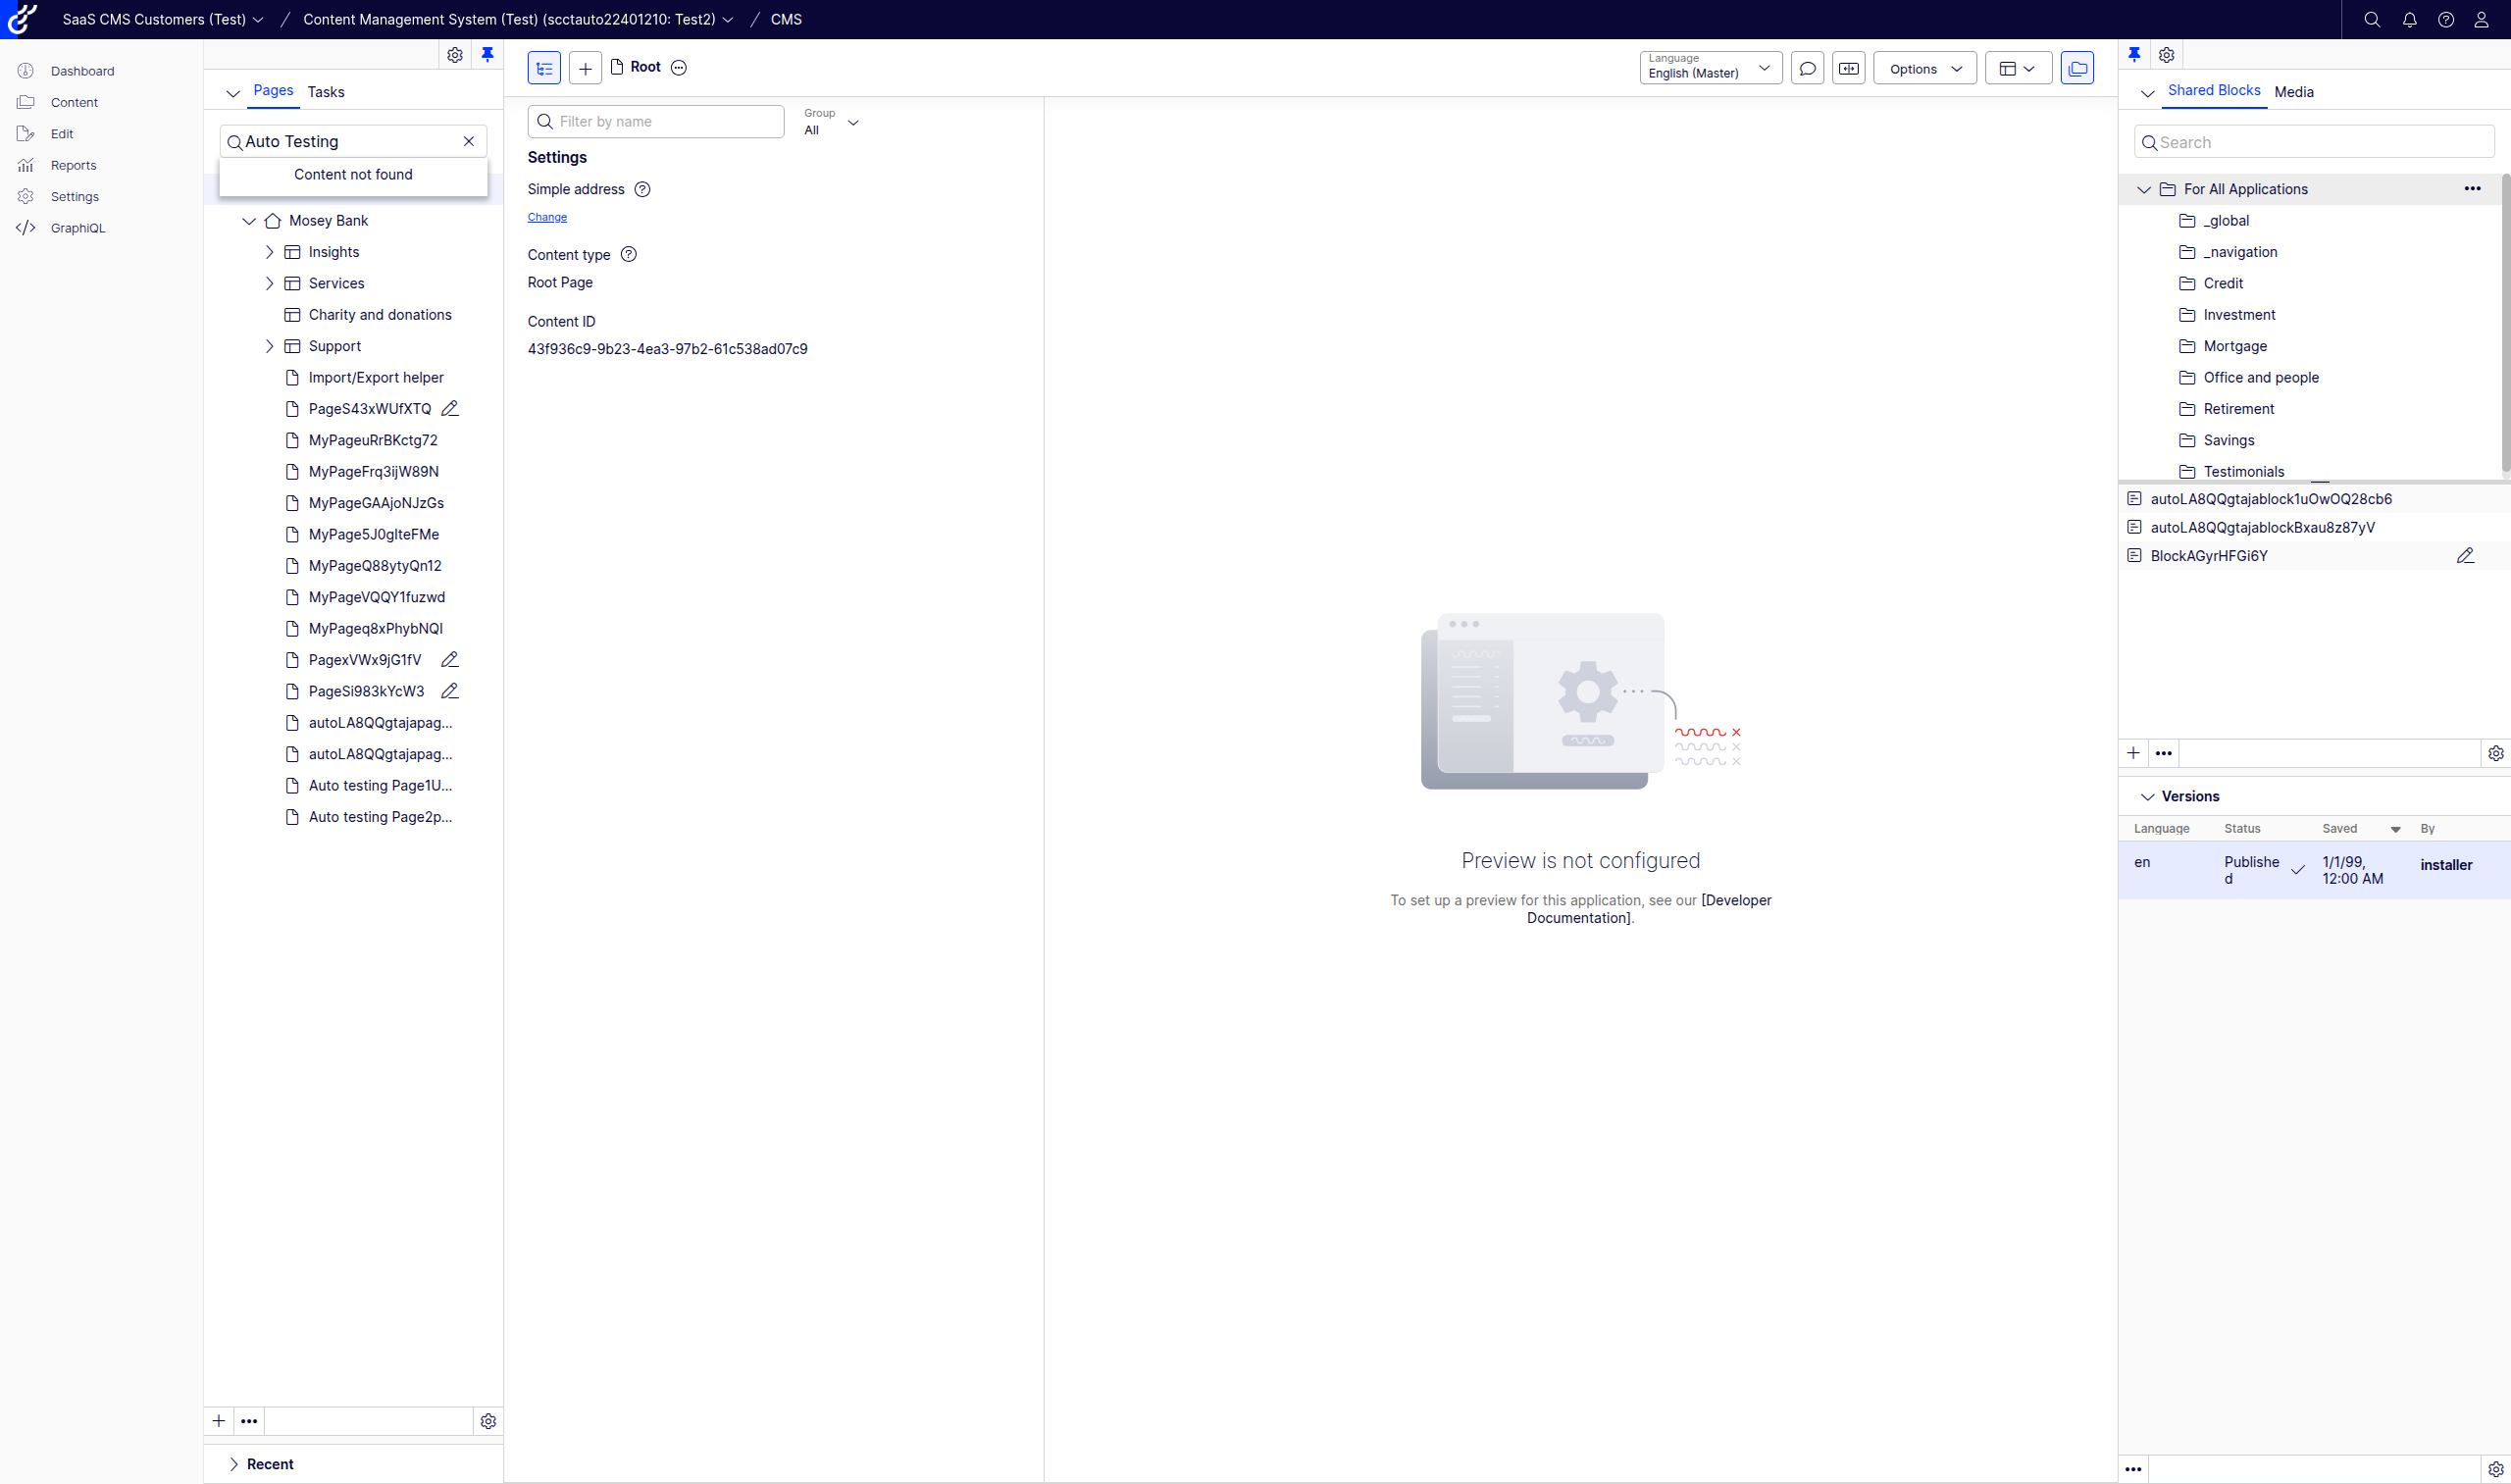 SaaS CMS Customers (Test) / Content Management System (Test) (scctauto22401210: Test2) / CMS
Dashboard
Content
Edit
Reports
Settings
GraphiQL
Pages Tasks
Auto Testing
Content not found
Mosey Bank
Insights
Services
Charity and donations
Support
Import/Export helper
PageS43xWUfXTQ
MyPageuRrBKctg72
MyPageFrq3ijW89N
MyPageGAAjoNJzGs
MyPage5J0glteFMe
MyPageQ88ytyQn12
MyPageVQQY1fuzwd
MyPageq8xPhybNQl
PagexVWx9jG1fV
PageSi983kYcW3
autoLA8QQgtajapag...
autoLA8QQgtajapag...
Auto testing Page1U...
Auto testing Page2p...
Recent
Root
Language
English (Master)
Options
Filter by name
Group
All
Settings
Simple address
Change
Content type
Root Page
Content ID
43f936c9-9b23-4ea3-97b2-61c538ad07c9
Preview is not configured
To set up a preview for this application, see our [Developer
Documentation].
Shared Blocks Media
Search
For All Applications
_global
_navigation
Credit
Investment
Mortgage
Office and people
Retirement
Savings
Testimonials
autoLA8QQgtajablock1uOwOQ28cb6
autoLA8QQgtajablockBxau8z87yV
BlockAGyrHFGi6Y
Versions
Language Status Saved By
en Publishe 1/1/99, installer
d 12:00 AM